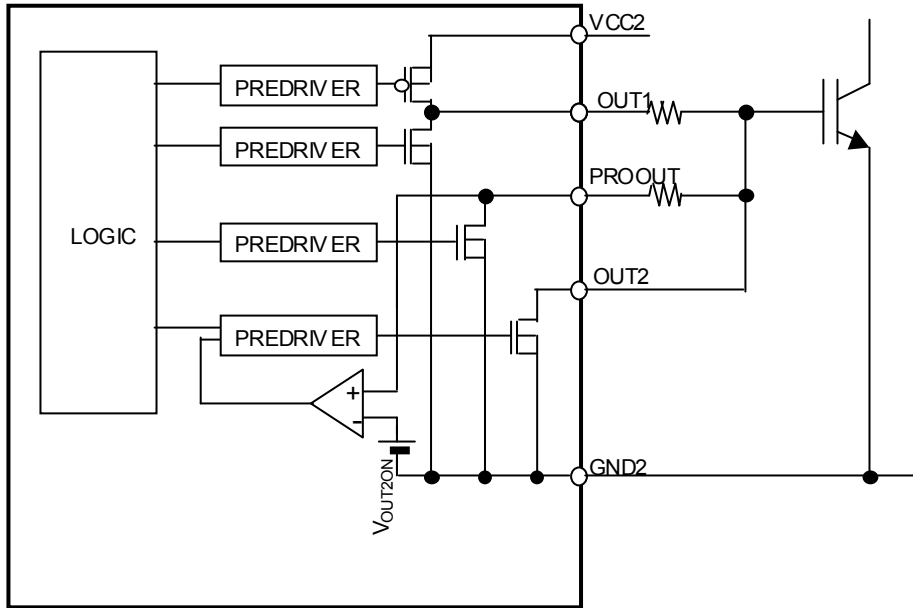 VCC2
PREDRIVER
OUT1
PREDRIVER
PROOUT
LOGIC
PREDRIVER
OUT2
PREDRIVER
+
-
GND2
VOUT2ON